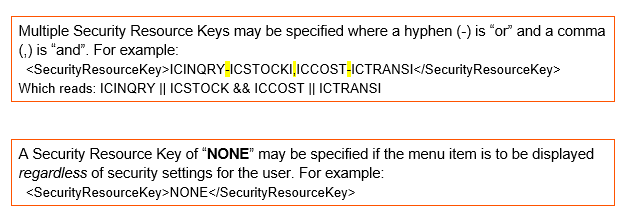 Multiple Security Resource Keys may be specified where a hyphen (-) is “or” and a comma
(,) is “and”. For example:
<SecurityResourceKey>ICINQRY-ICSTOCKI,ICCOST-ICTRANSI</SecurityResourceKey>
Which reads: ICINQRY || ICSTOCK && ICCOST || ICTRANSI
A Security Resource Key of “NONE” may be specified if the menu item is to be displayed
regardless of security settings for the user. For example:
<SecurityResourceKey>NONE</SecurityResourceKey>